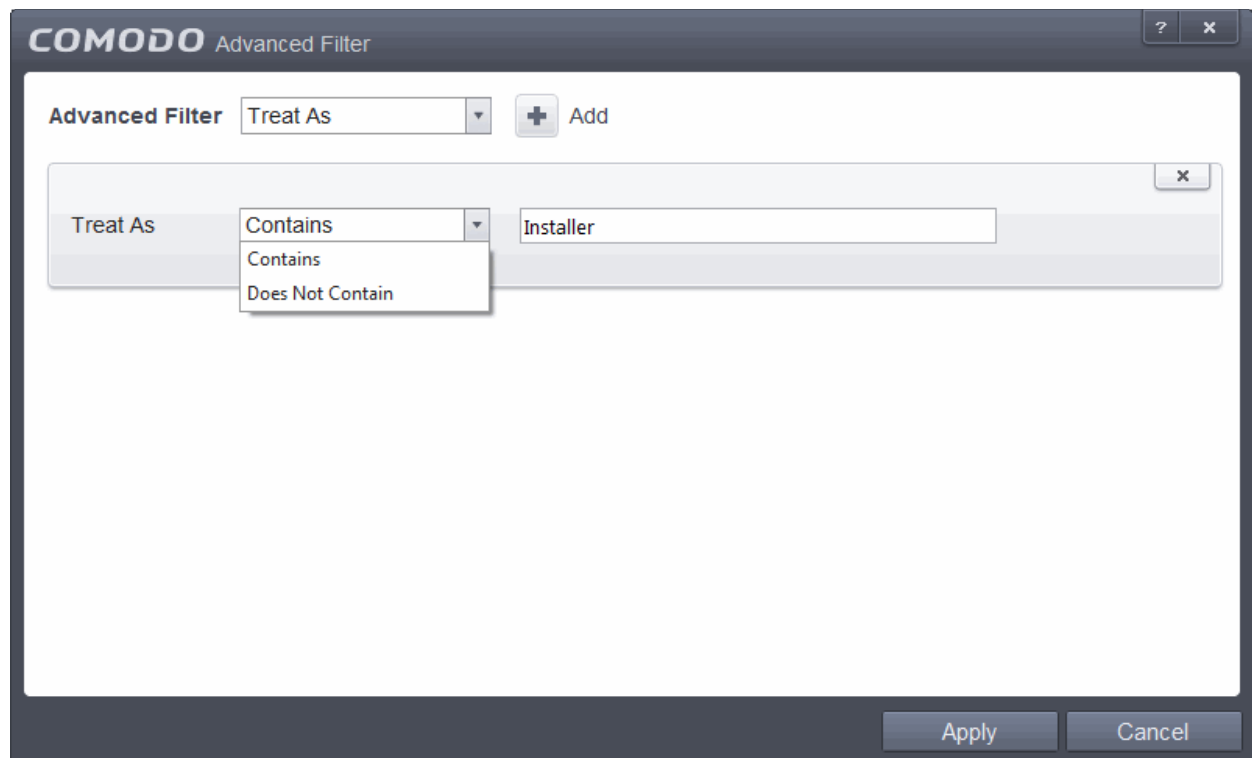 COMODO Advanced Filter ? ×
Advanced Filter Treat As + Add
×
Treat As Contains Installer
Contains
Does Not Contain
Apply Cancel